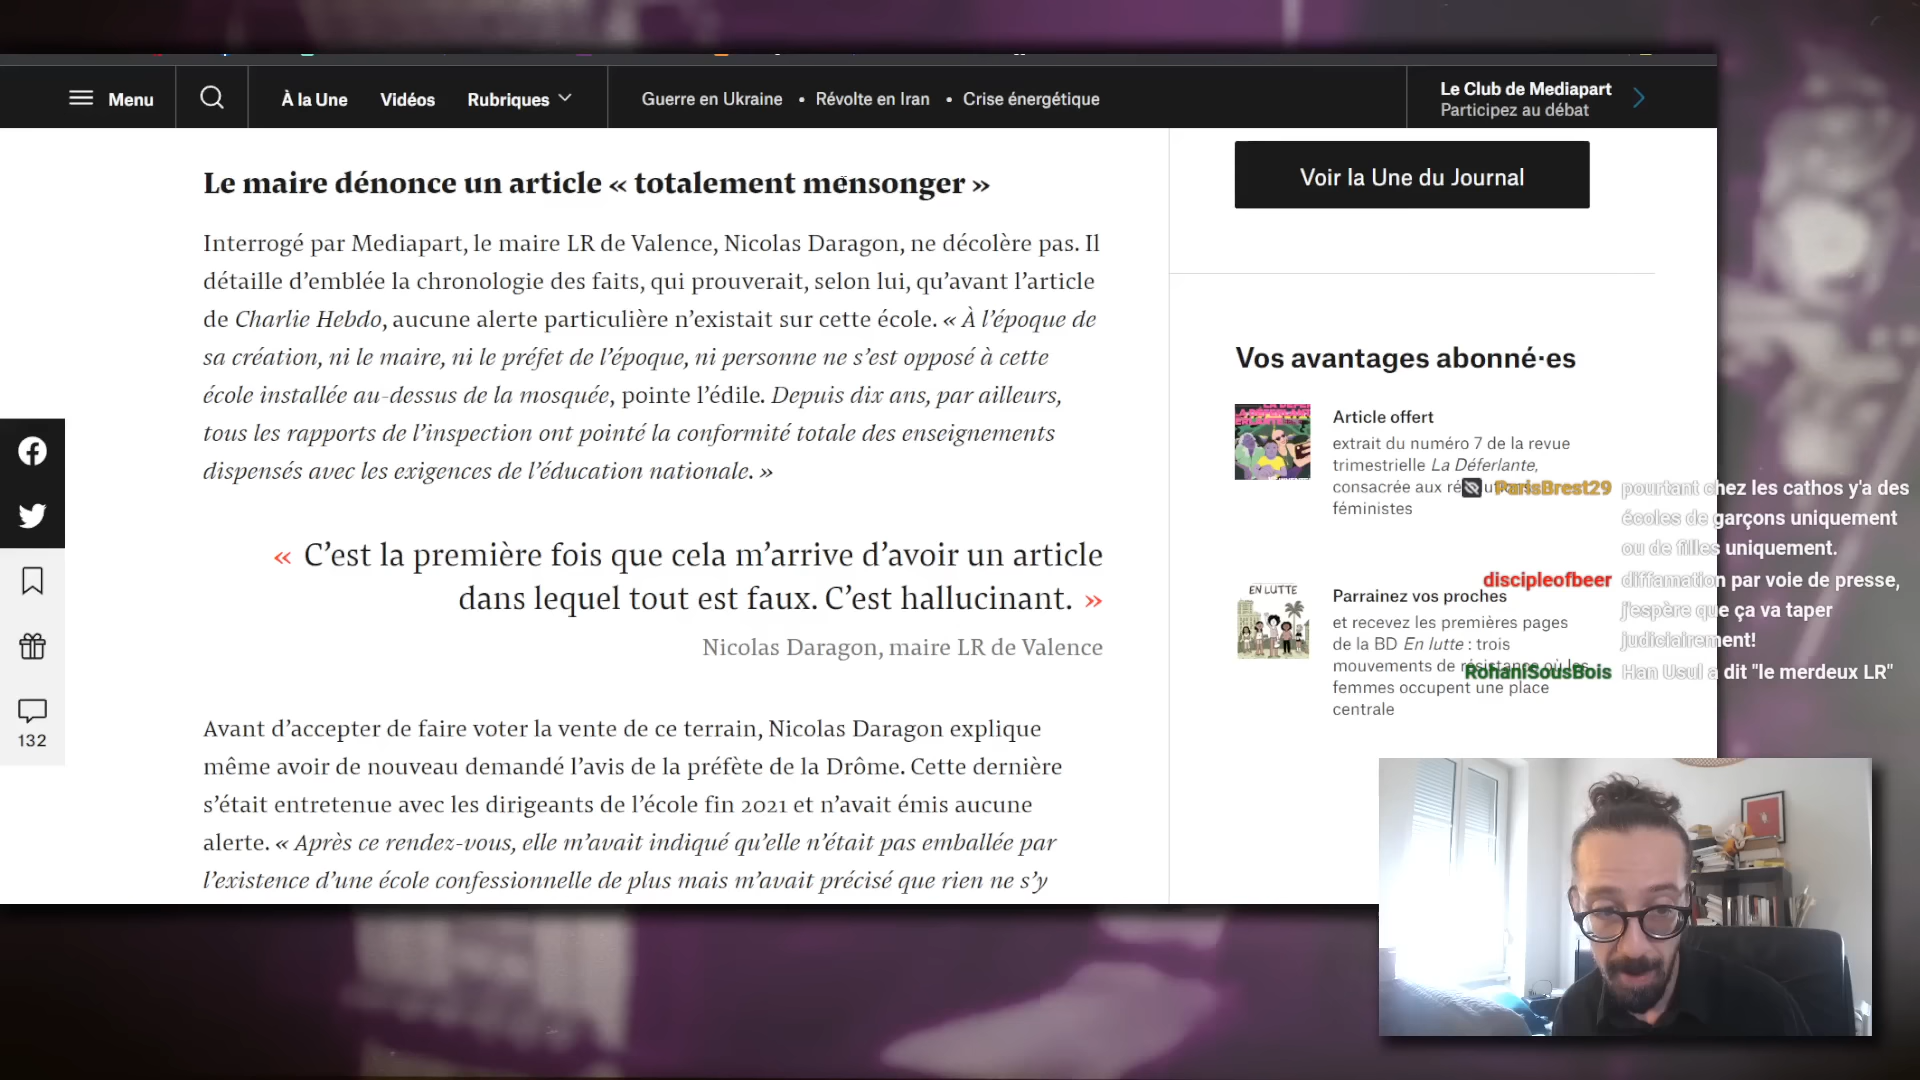 Menu
À la Une
Vidéos
Rubriques
Guerre en Ukraine • Révolte en Iran • Crise énergétique
Le Club de Mediapart
Participez au débat
Le maire dénonce un article « totalement mensonger »
Interrogé par Mediapart, le maire LR de Valence, Nicolas Daragon, ne décolère pas. Il
détaille d’emblée la chronologie des faits, qui prouverait, selon lui, qu’avant l’article
de Charlie Hebdo, aucune alerte particulière n’existait sur cette école. « À l’époque de
sa création, ni le maire, ni le préfet de l’époque, ni personne ne s’est opposé à cette
école installée au-dessus de la mosquée, pointe l’édile. Depuis dix ans, par ailleurs,
tous les rapports de l’inspection ont pointé la conformité totale des enseignements
dispensés avec les exigences de l’éducation nationale. »
« C’est la première fois que cela m’arrive d’avoir un article
dans lequel tout est faux. C’est hallucinant. »
Nicolas Daragon, maire LR de Valence
Avant d’accepter de faire voter la vente de ce terrain, Nicolas Daragon explique
même avoir de nouveau demandé l’avis de la préfète de la Drôme. Cette dernière
s’était entretenue avec les dirigeants de l’école fin 2021 et n’avait émis aucune
alerte. « Après ce rendez-vous, elle m’avait indiqué qu’elle n’était pas emballée par
l’existence d’une école confessionnelle de plus mais m’avait précisé que rien ne s’y
132
Voir la Une du Journal
Vos avantages abonné·es
Article offert
extrait du numéro 7 de la revue
trimestrielle La Déferlante,
consacrée aux
féministes
EN LUTTE
Parrainez vos proches
et recevez les premières pages
de la BD En lutte : trois
mouvements de résistance où les
femmes occupent une place
centrale
ParisBrest29 pourtant chez les cathos y'a des
écoles de garçons uniquement
ou de filles uniquement.
discipleofbeer diffamation par voie de presse,
j'espère que ça va taper
judiciairement!
RohaniSousBois Han Usul a dit "le merdeux LR"